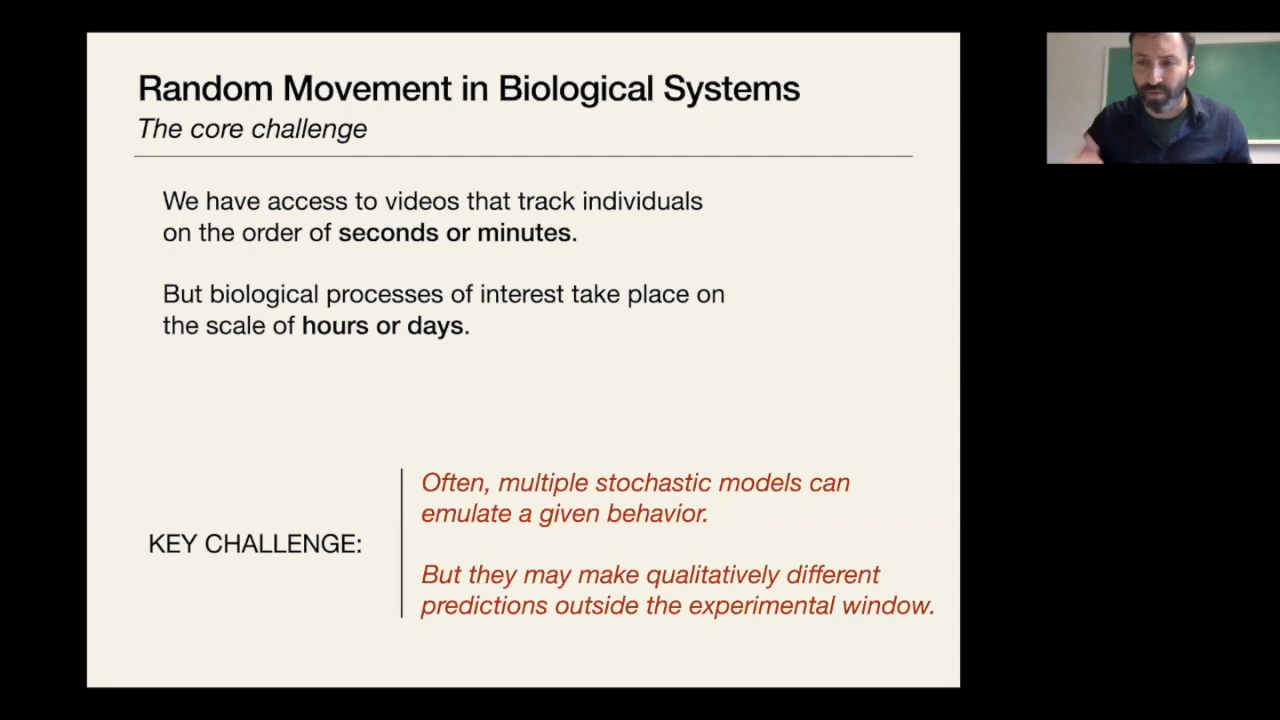 Random Movement in Biological Systems
The core challenge
We have access to videos that track individuals
on the order of seconds or minutes.
But biological processes of interest take place on
the scale of hours or days.
KEY CHALLENGE:
Often, multiple stochastic models can
emulate a given behavior.
But they may make qualitatively different
predictions outside the experimental window.